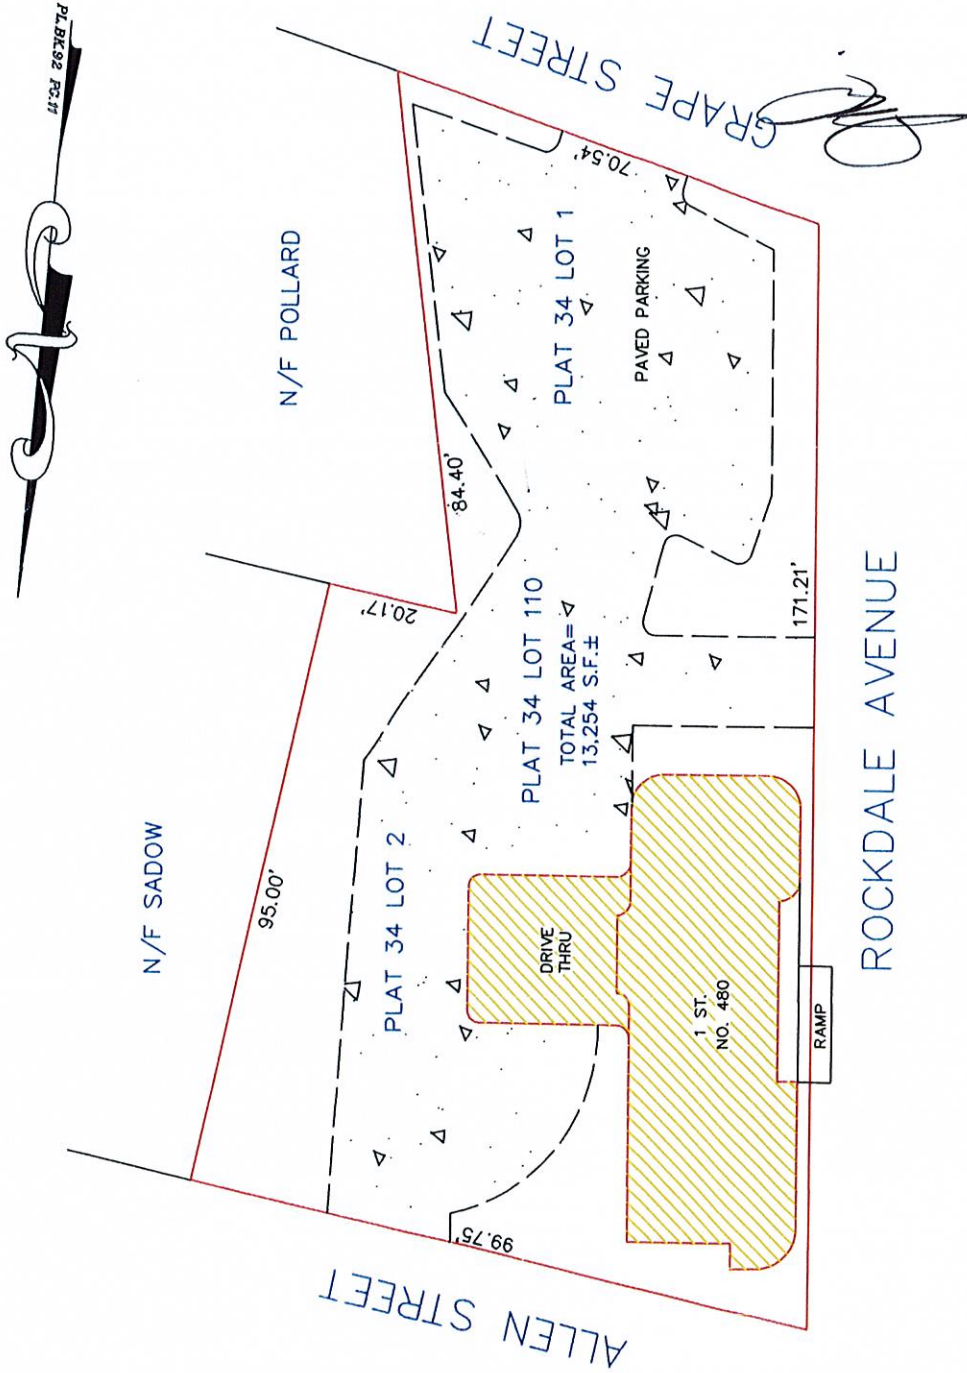 PL.BK92 PG.11
GRAPE STREET
70.54'
N/F POLLARD
PLAT 34 LOT 1
PAVED PARKING
84.40'
20.17'
PLAT 34 LOT 110
TOTAL AREA=
13,254 S.F.±
171.21'
ROCKDALE AVENUE
N/F SADOW
95.00'
PLAT 34 LOT 2
DRIVE
THRU
1 ST.
NO. 480
RAMP
99.75'
ALLEN STREET